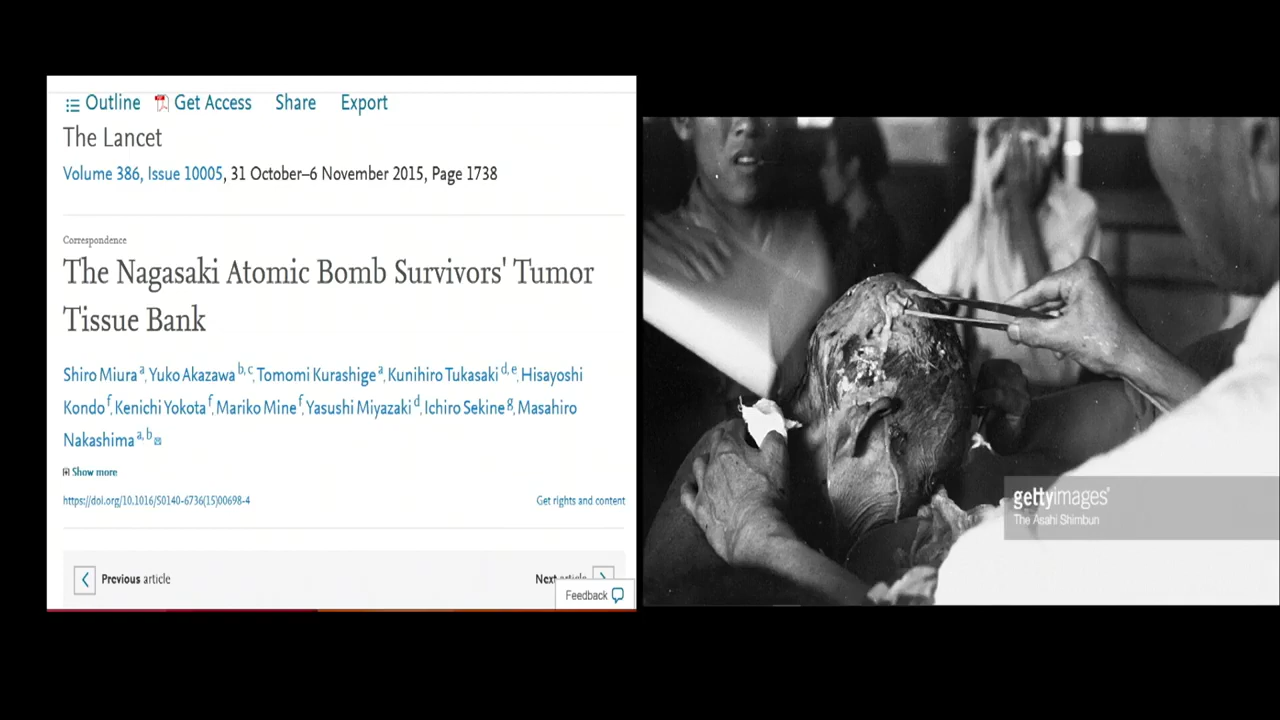 Outline Get Access Share Export
The Lancet
Volume 386, Issue 10005, 31 October–6 November 2015, Page 1738
Correspondence
The Nagasaki Atomic Bomb Survivors' Tumor
Tissue Bank
Shiro Miura a, Yuko Akazawa b, c, Tomomi Kurashige a, Kunihiro Tukasaki d, e, Hisayoshi
Kondo f, Kenichi Yokota f, Mariko Mine f, Yasushi Miyazaki d, Ichiro Sekine g, Masahiro
Nakashima a, b
Show more
https://doi.org/10.1016/S0140-6736(15)00698-4 Get rights and content
Previous article Next article
Feedback
gettyimages®
The Asahi Shimbun